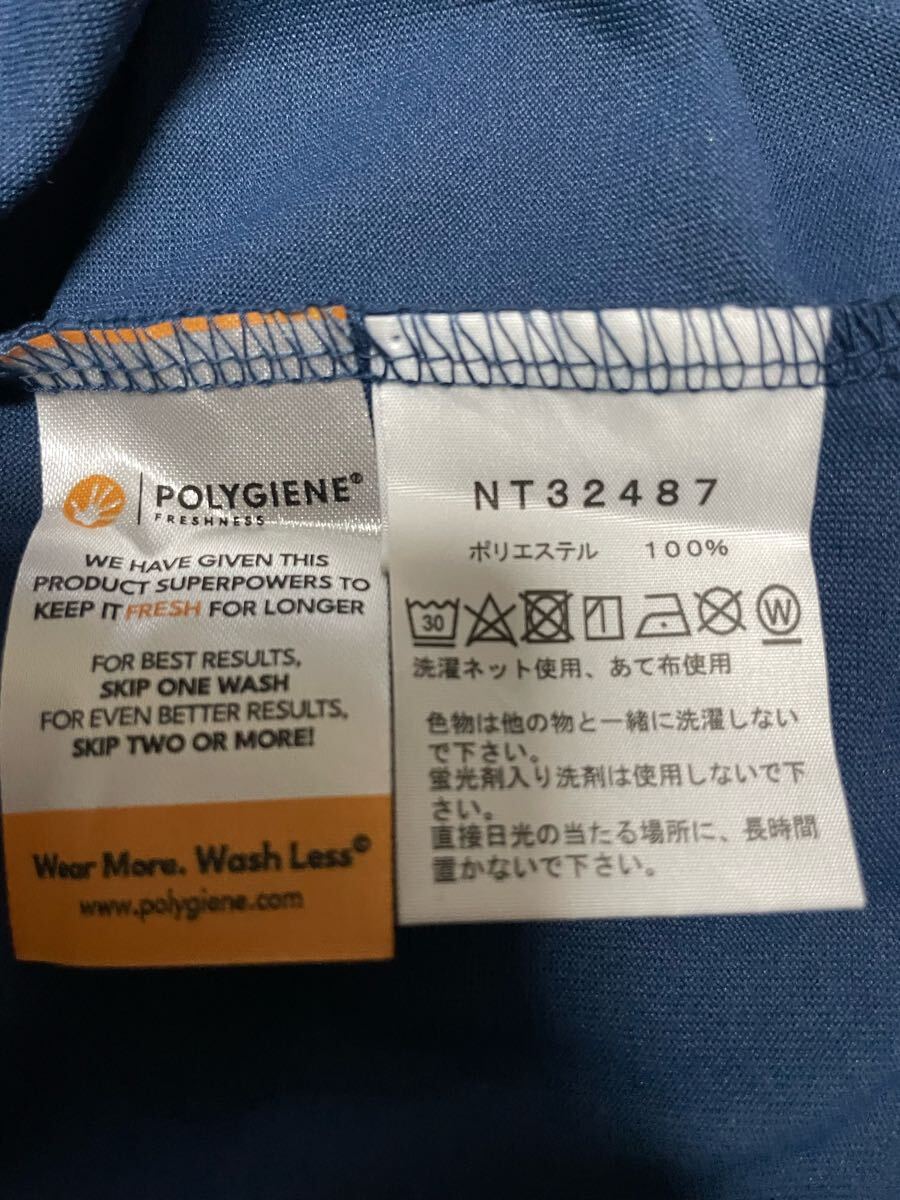 POLYGIENE®
FRESHNESS
WE HAVE GIVEN THIS
PRODUCT SUPERPOWERS TO
KEEP IT FRESH FOR LONGER
FOR BEST RESULTS,
SKIP ONE WASH
FOR EVEN BETTER RESULTS,
SKIP TWO OR MORE!
Wear More. Wash Less©
www.polygiene.com
NT32487
ポリエステル 100%
30 W
洗濯ネット使用、あて布使用
色物は他の物と一緒に洗濯しない
で下さい。
蛍光剤入り洗剤は使用しないで下
さい。
直接日光の当たる場所に、長時間
置かないで下さい。